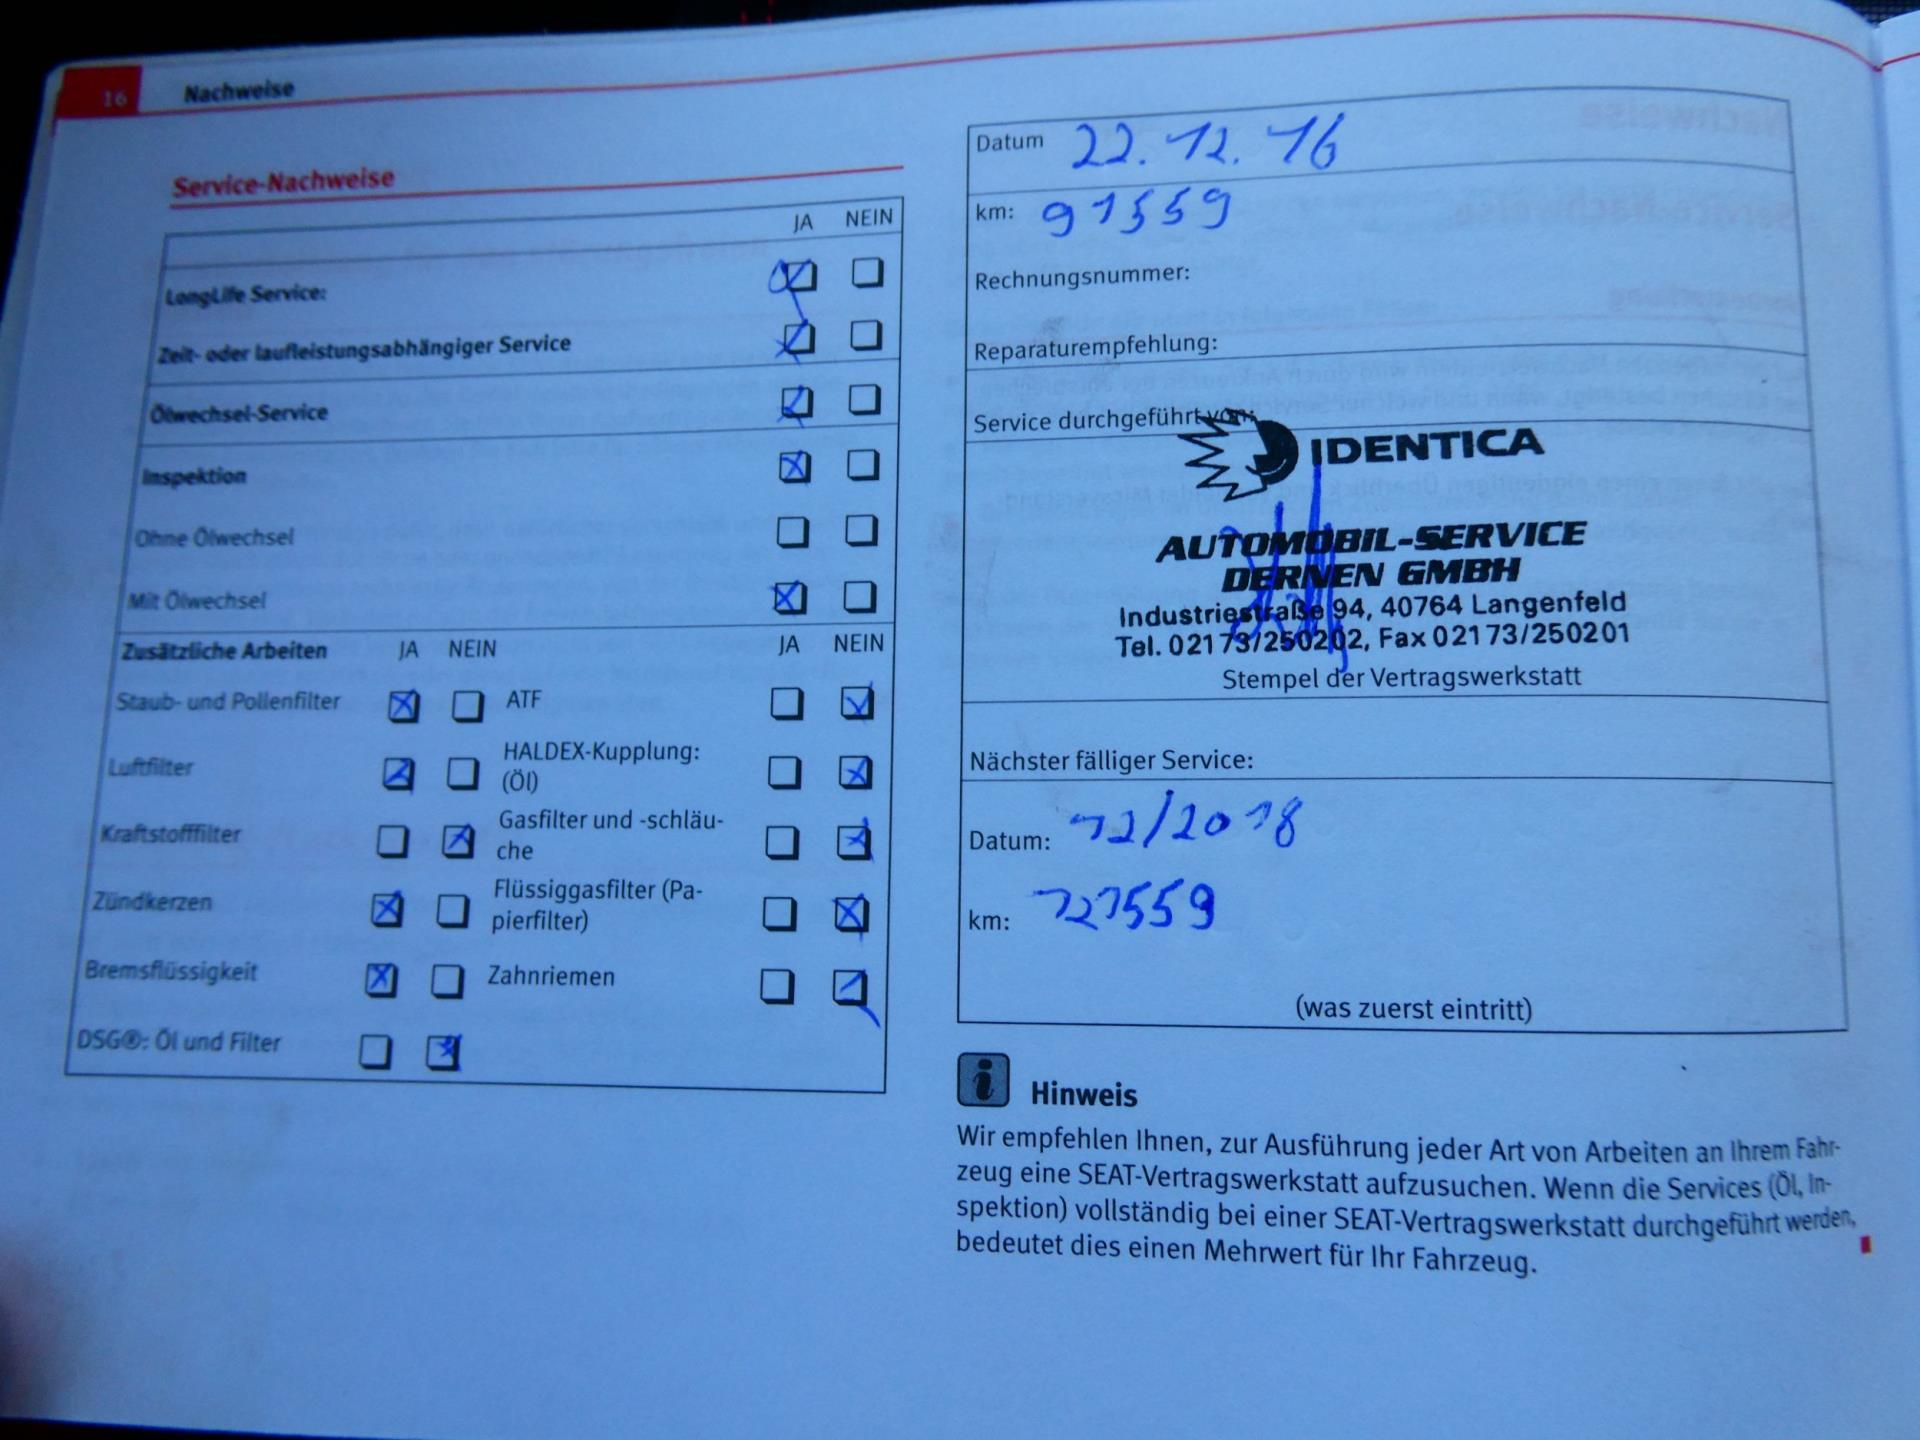 16 Nachweise
Service-Nachweise
JA NEIN
LongLife Service:
Zeit- oder laufleistungsabhängiger Service
Ölwechsel-Service
Inspektion
Ohne Ölwechsel
Mit Ölwechsel
Zusätzliche Arbeiten JA NEIN JA NEIN
Staub- und Pollenfilter ATF
Luftfilter HALDEX-Kupplung:
(Öl)
Kraftstofffilter Gasfilter und -schläu-
che
Zündkerzen Flüssiggasfilter (Pa-
pierfilter)
Bremsflüssigkeit Zahnriemen
DSG®: Öl und Filter
Datum 22.12.16
km: 91559
Rechnungsnummer:
Reparaturempfehlung:
Service durchgeführt von:
IDENTICA
AUTOMOBIL-SERVICE
DERNEN GMBH
Industriestraße 94, 40764 Langenfeld
Tel. 02173/250202, Fax 02173/250201
Stempel der Vertragswerkstatt
Nächster fälliger Service:
Datum: 12/2018
km: 121559
(was zuerst eintritt)
i Hinweis
Wir empfehlen Ihnen, zur Ausführung jeder Art von Arbeiten an Ihrem Fahr-
zeug eine SEAT-Vertragswerkstatt aufzusuchen. Wenn die Services (Öl, In-
spektion) vollständig bei einer SEAT-Vertragswerkstatt durchgeführt werden,
bedeutet dies einen Mehrwert für Ihr Fahrzeug.